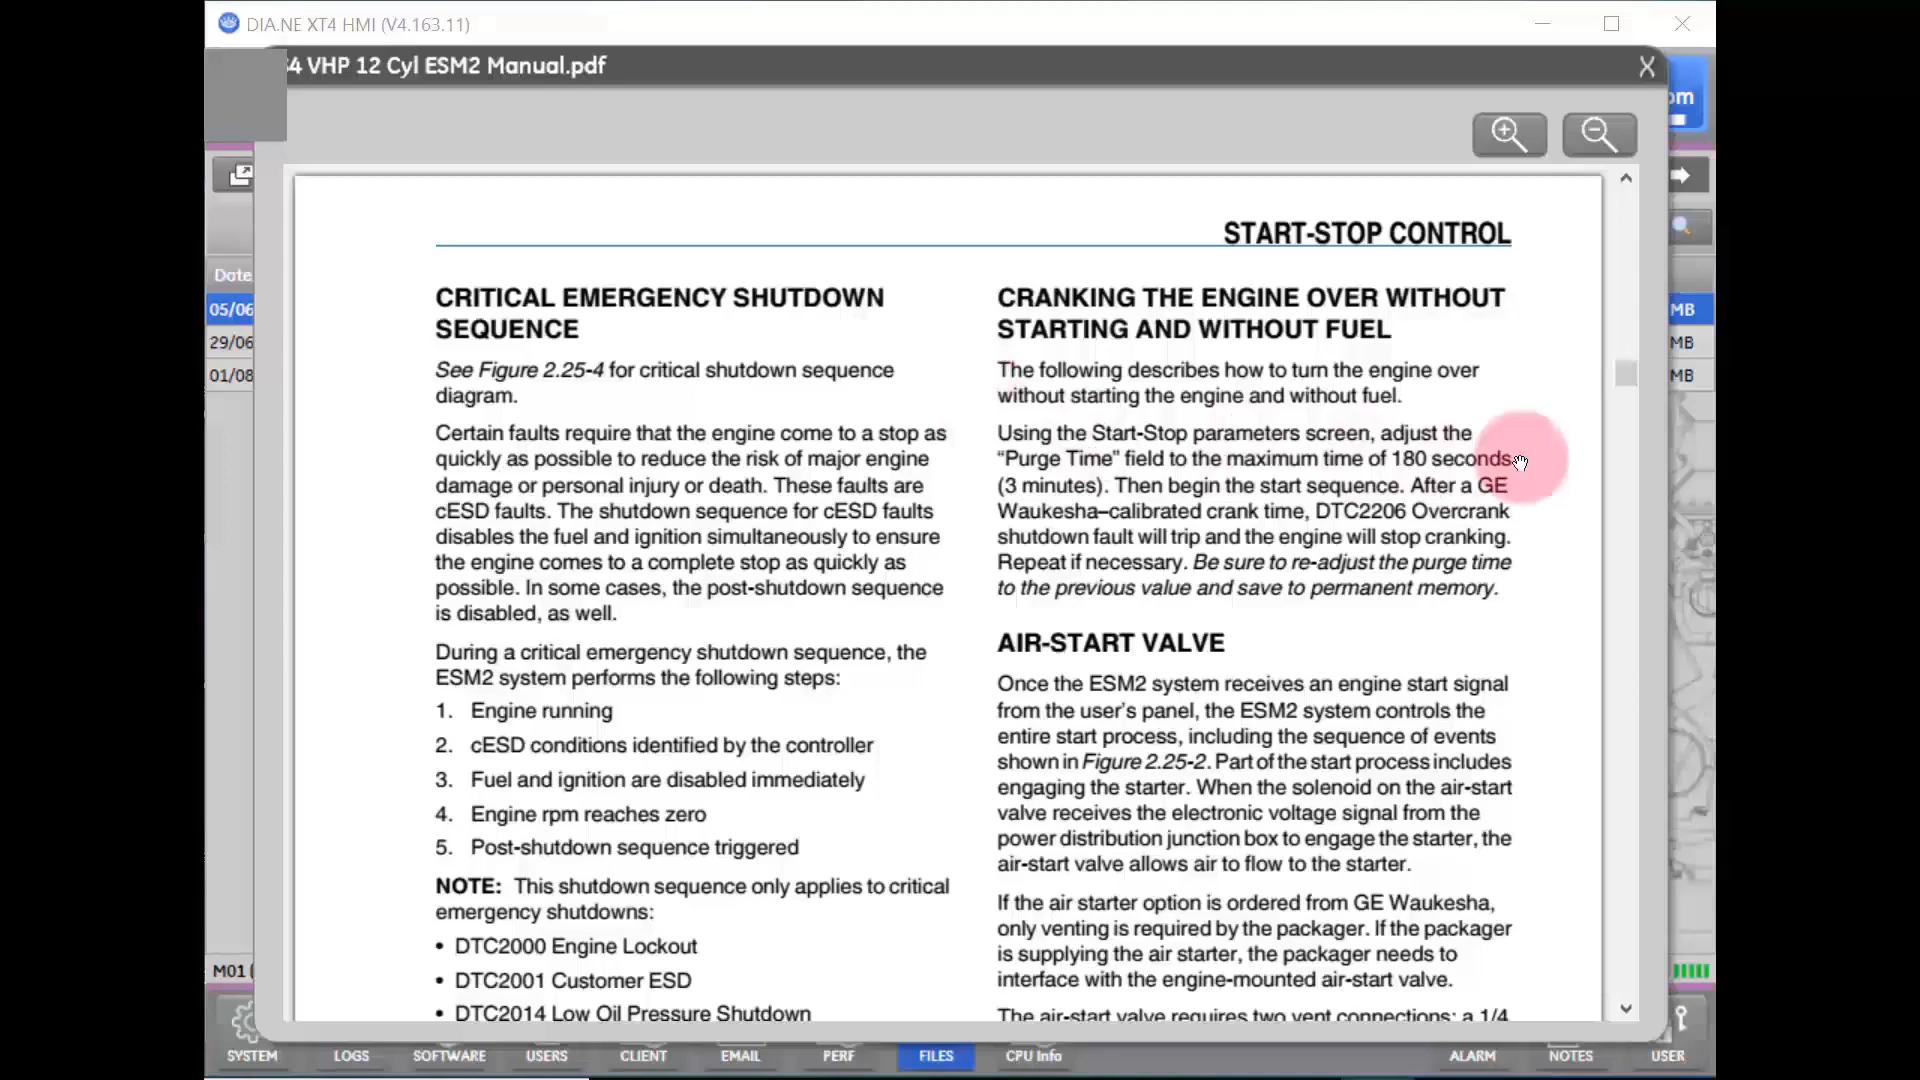 DIA.NE XT4 HMI (V4.163.11)
S4 VHP 12 Cyl ESM2 Manual.pdf
X
om
START-STOP CONTROL
CRITICAL EMERGENCY SHUTDOWN
SEQUENCE
See Figure 2.25-4 for critical shutdown sequence
diagram.
Certain faults require that the engine come to a stop as
quickly as possible to reduce the risk of major engine
damage or personal injury or death. These faults are
cESD faults. The shutdown sequence for cESD faults
disables the fuel and ignition simultaneously to ensure
the engine comes to a complete stop as quickly as
possible. In some cases, the post-shutdown sequence
is disabled, as well.
During a critical emergency shutdown sequence, the
ESM2 system performs the following steps:
1. Engine running
2. cESD conditions identified by the controller
3. Fuel and ignition are disabled immediately
4. Engine rpm reaches zero
5. Post-shutdown sequence triggered
NOTE: This shutdown sequence only applies to critical
emergency shutdowns:
• DTC2000 Engine Lockout
• DTC2001 Customer ESD
• DTC2014 Low Oil Pressure Shutdown
CRANKING THE ENGINE OVER WITHOUT
STARTING AND WITHOUT FUEL
The following describes how to turn the engine over
without starting the engine and without fuel.
Using the Start-Stop parameters screen, adjust the
“Purge Time” field to the maximum time of 180 seconds
(3 minutes). Then begin the start sequence. After a GE
Waukesha–calibrated crank time, DTC2206 Overcrank
shutdown fault will trip and the engine will stop cranking.
Repeat if necessary. Be sure to re-adjust the purge time
to the previous value and save to permanent memory.
AIR-START VALVE
Once the ESM2 system receives an engine start signal
from the user’s panel, the ESM2 system controls the
entire start process, including the sequence of events
shown in Figure 2.25-2. Part of the start process includes
engaging the starter. When the solenoid on the air-start
valve receives the electronic voltage signal from the
power distribution junction box to engage the starter, the
air-start valve allows air to flow to the starter.
If the air starter option is ordered from GE Waukesha,
only venting is required by the packager. If the packager
is supplying the air starter, the packager needs to
interface with the engine-mounted air-start valve.
The air-start valve requires two vent connections: a 1/4
Date
05/06
29/06
01/08
MB
MB
MB
M01 (
SYSTEM LOGS SOFTWARE USERS CLIENT EMAIL PERF FILES CPU Info ALARM NOTES USER